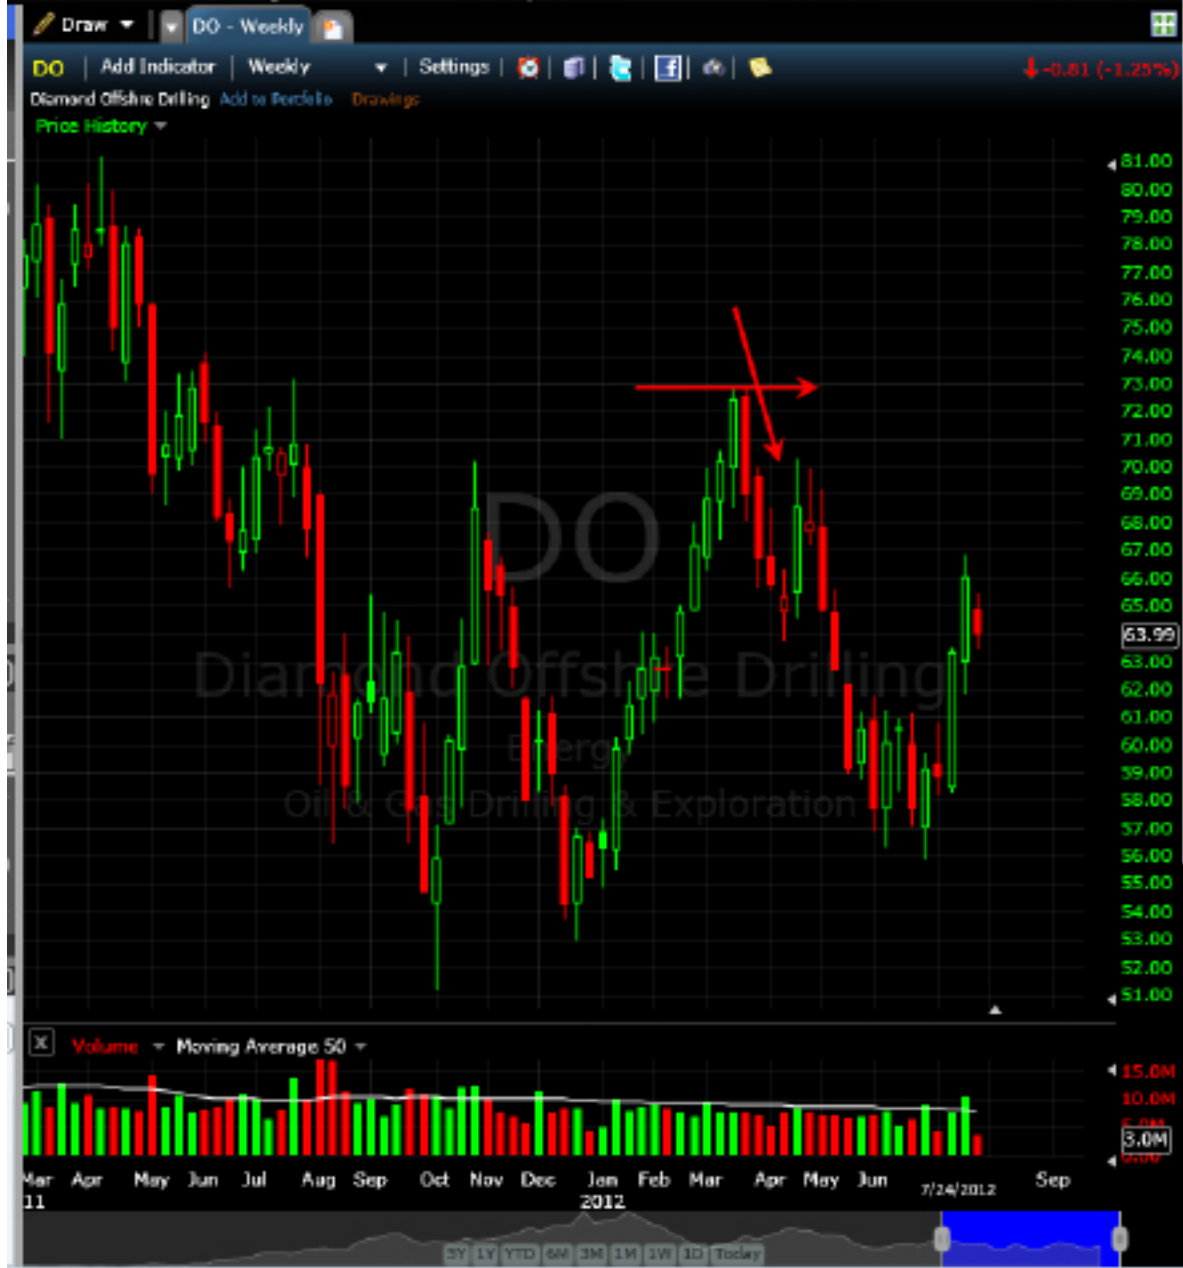 Draw
DO - Weekly
DO Add Indicator Weekly Settings -0.81 (-1.25%)
Diamond Offshre Drilling Add to Portfolio Drawings
Price History
81.00
80.00
79.00
78.00
77.00
76.00
75.00
74.00
73.00
72.00
71.00
70.00
69.00
68.00
67.00
66.00
65.00
63.99
63.00
62.00
61.00
60.00
59.00
58.00
57.00
56.00
55.00
54.00
53.00
52.00
51.00
DO
Diamond Offshre Drilling
Energy
Oil & Gas Drilling & Exploration
X Volume Moving Average 50
15.0M
10.0M
5.0M
3.0M
0.00
Mar Apr May Jun Jul Aug Sep Oct Nov Dec Jan Feb Mar Apr May Jun 7/24/2012 Sep
11 2012
5Y 1Y YTD 6M 3M 1M 1W 1D Today